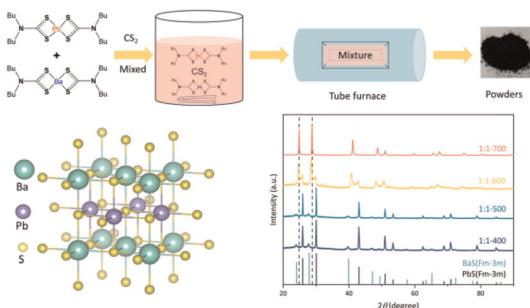 Bu
Bu
N
S
S
Pb
S
S
N
Bu
Bu
+
Bu
Bu
N
S
S
Ba
S
S
N
Bu
Bu
CS2
Mixed
CS2
Mixture
Tube furnace
Powders
Ba
Pb
S
Intensity (a.u.)
1:1-700
1:1-600
1:1-500
1:1-400
BaS(Fm-3m)
PbS(Fm-3m)
20
40
60
80
2θ(degree)